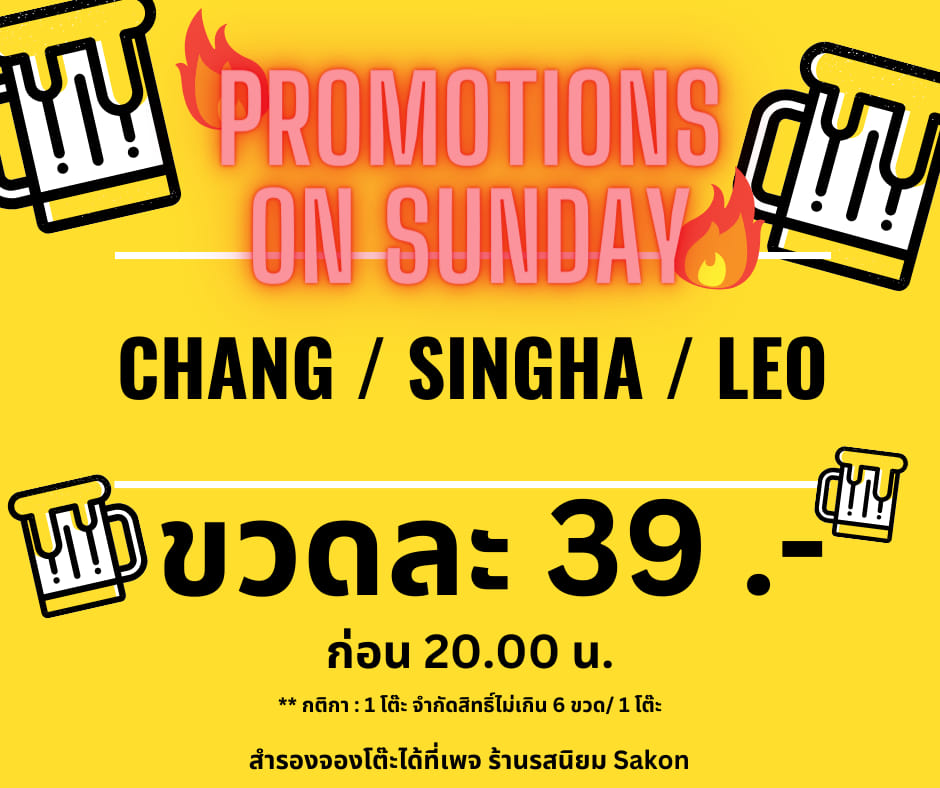 PROMOTIONS
ON SUNDAY
CHANG / SINGHA / LEO
ขวดละ 39 .-
ก่อน 20.00 น.
** กติกา : 1 โต๊ะ จำกัดสิทธิ์ไม่เกิน 6 ขวด/ 1 โต๊ะ
สำรองจองโต๊ะได้ที่เพจ ร้านรสนิยม Sakon